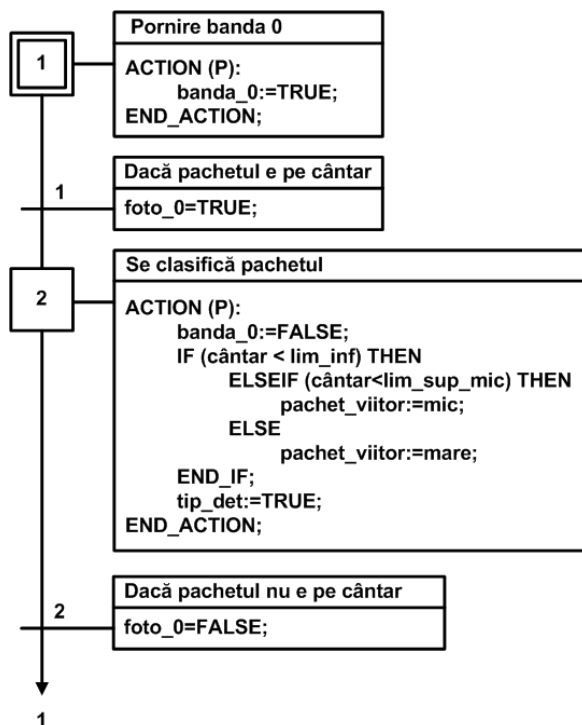 Pornire banda 0
1
ACTION (P):
banda_0:=TRUE;
END_ACTION;
Dacă pachetul e pe cântar
1
foto_0=TRUE;
Se clasifică pachetul
2
ACTION (P):
banda_0:=FALSE;
IF (cântar < lim_inf) THEN
ELSEIF (cântar<lim_sup_mic) THEN
pachet_viitor:=mic;
ELSE
pachet_viitor:=mare;
END_IF;
tip_det:=TRUE;
END_ACTION;
Dacă pachetul nu e pe cântar
2
foto_0=FALSE;
1